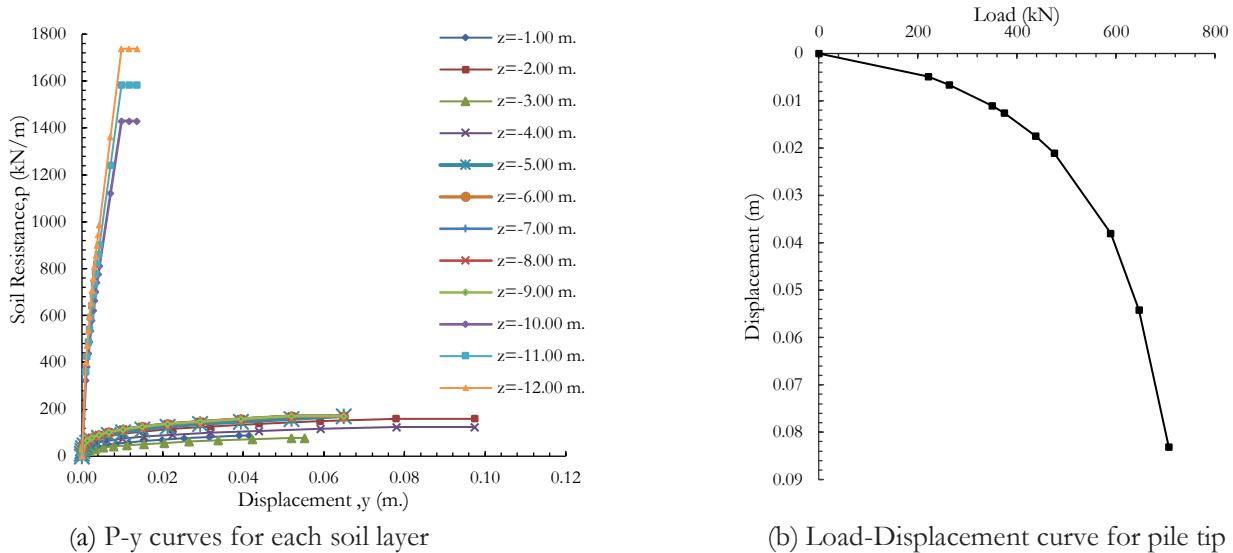 1800
1600
1400
1200
1000
800
600
400
200
0
Soil Resistance,p (kN/m)
0.00 0.02 0.04 0.06 0.08 0.10 0.12
Displacement ,y (m.)
z=-1.00 m.
z=-2.00 m.
z=-3.00 m.
z=-4.00 m.
z=-5.00 m.
z=-6.00 m.
z=-7.00 m.
z=-8.00 m.
z=-9.00 m.
z=-10.00 m.
z=-11.00 m.
z=-12.00 m.
(a) P-y curves for each soil layer
Load (kN)
0 200 400 600 800
0
0.01
0.02
0.03
0.04
0.05
0.06
0.07
0.08
0.09
Displacement (m)
(b) Load-Displacement curve for pile tip